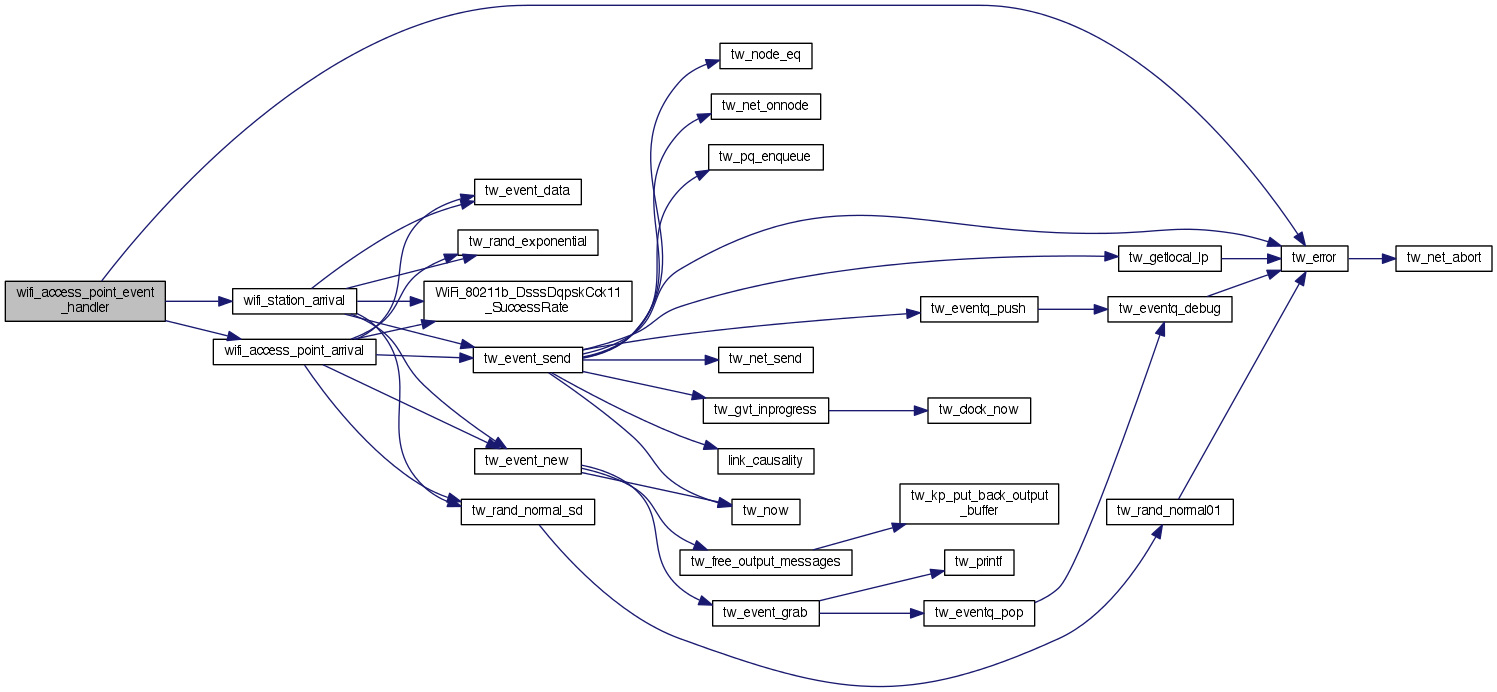 tw_node_eq
tw_net_onnode
tw_pq_enqueue
tw_event_data
tw_rand_exponential
tw_getlocal_lp
tw_error
tw_net_abort
wifi_access_point_event
_handler
wifi_station_arrival
WiFi_80211b_DsssDqpskCck11
_SuccessRate
tw_eventq_push
tw_eventq_debug
wifi_access_point_arrival
tw_event_send
tw_net_send
tw_gvt_inprogress
tw_clock_now
tw_event_new
link_causality
tw_rand_normal_sd
tw_now
tw_kp_put_back_output
_buffer
tw_rand_normal01
tw_free_output_messages
tw_printf
tw_event_grab
tw_eventq_pop